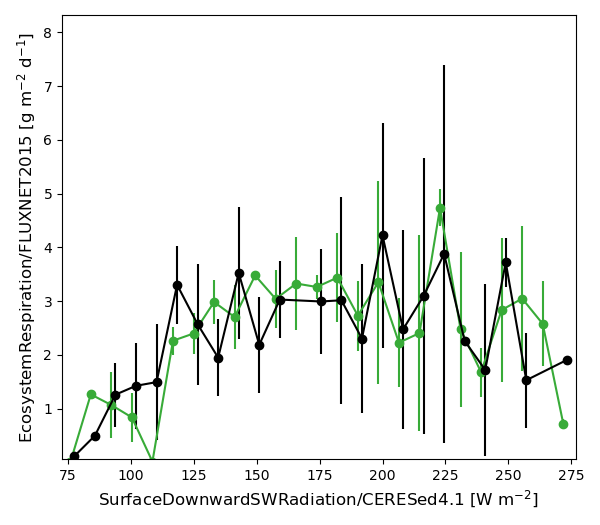 8
7
6
5
4
3
2
1
EcosystemRespiration/FLUXNET2015 [g m⁻² d⁻¹]
75 100 125 150 175 200 225 250 275
SurfaceDownwardSWRadiation/CERESed4.1 [W m⁻²]